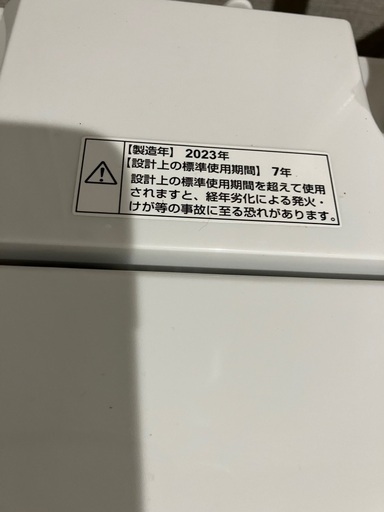 【製造年】 2023年
【設計上の標準使用期間】 7年
設計上の標準使用期間を超えて使用
されますと、経年劣化による発火・
けが等の事故に至る恐れがあります。